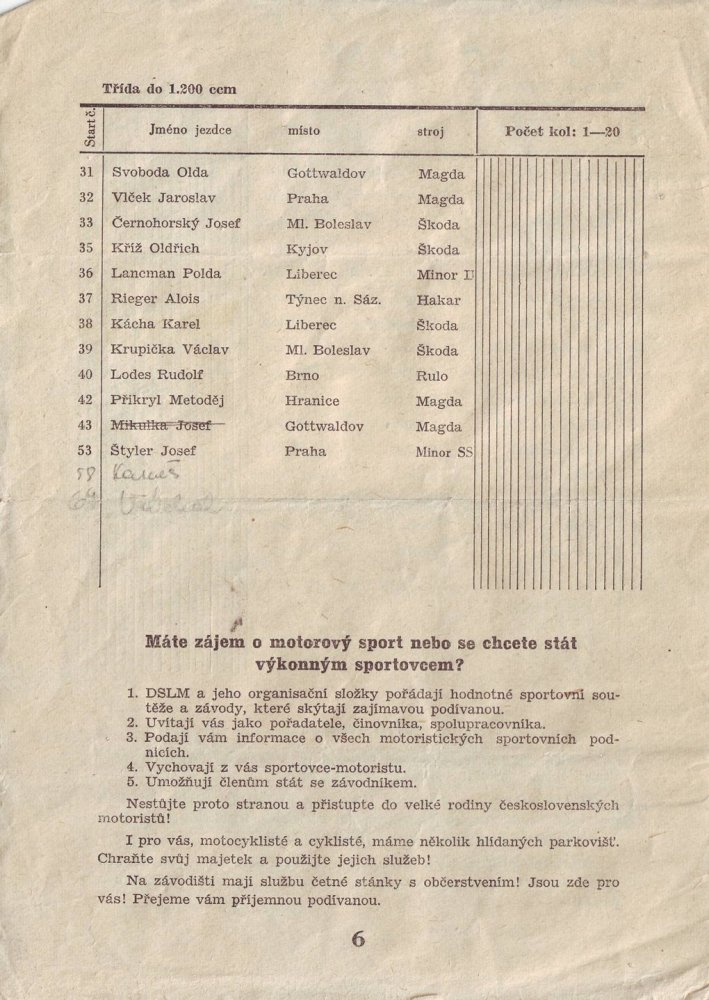 Třída do 1.200 ccm
Start č. Jméno jezdce místo stroj Počet kol: 1—20
31 Svoboda Olda Gottwaldov Magda
32 Vlček Jaroslav Praha Magda
33 Černohorský Josef Ml. Boleslav Škoda
35 Kříž Oldřich Kyjov Škoda
36 Lancman Polda Liberec Minor II
37 Rieger Alois Týnec n. Sáz. Hakar
38 Kácha Karel Liberec Škoda
39 Krupička Václav Ml. Boleslav Škoda
40 Lodes Rudolf Brno Rulo
42 Přikryl Metoděj Hranice Magda
43 Mikulka Josef Gottwaldov Magda
53 Štyler Josef Praha Minor SS
58
Máte zájem o motorový sport nebo se chcete stát
výkonným sportovcem?
1. DSLM a jeho organisační složky pořádají hodnotné sportovní sou-
těže a závody, které skýtají zajímavou podívanou.
2. Uvítají vás jako pořadatele, činovníka, spolupracovníka.
3. Podají vám informace o všech motoristických sportovních pod-
nicích.
4. Vychovají z vás sportovce-motoristu.
5. Umožňují členům stát se závodníkem.
Nestůjte proto stranou a přistupte do velké rodiny československých
motoristů!
I pro vás, motocyklisté a cyklisté, máme několik hlídaných parkovišť.
Chraňte svůj majetek a použijte jejich služeb!
Na závodišti mají službu četné stánky s občerstvením! Jsou zde pro
vás! Přejeme vám příjemnou podívanou.
6